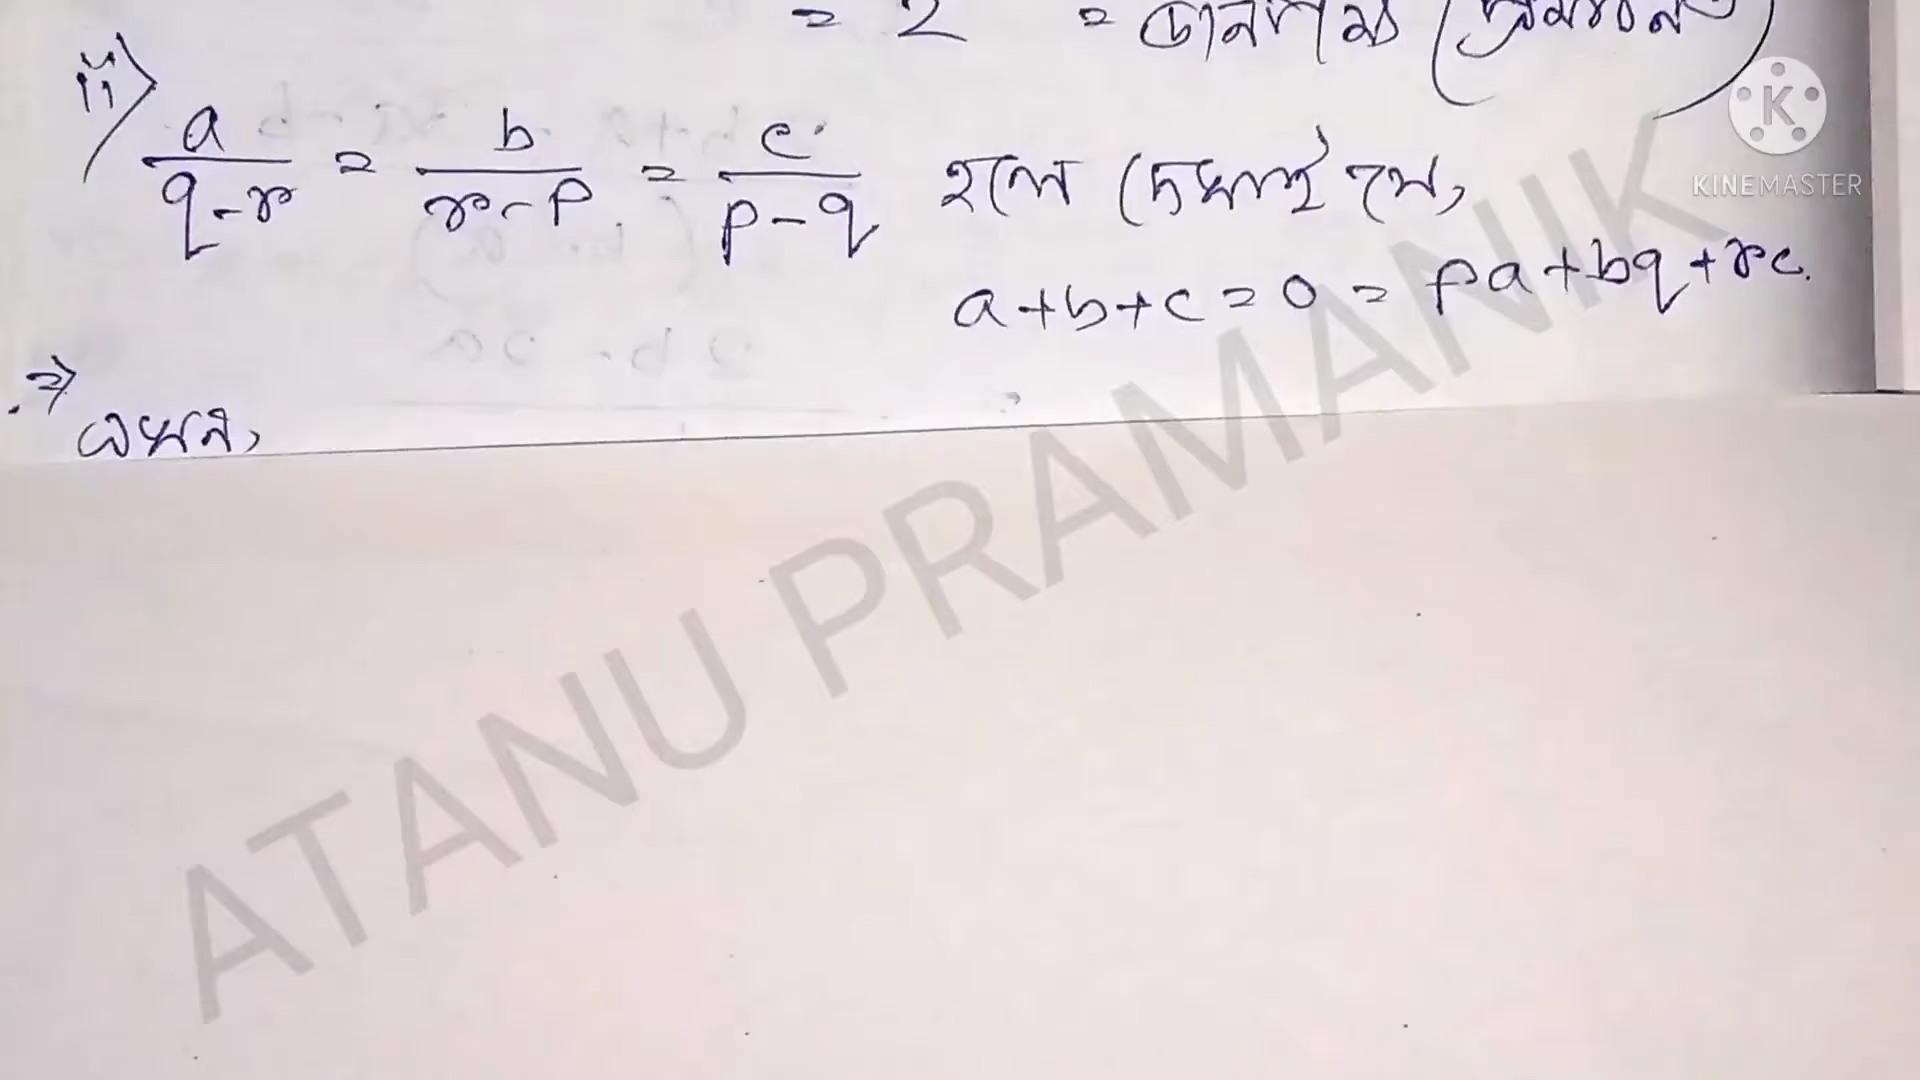 = 2 = ডানপক্ষ (প্রমাণিত)
ii) a/(q-r) = b/(r-p) = c/(p-q) হলে দেখাই যে,
a+b+c=0= pa+bq+rc.
⇒
এখন,
K
KINEMASTER
ATANU PRAMANIK